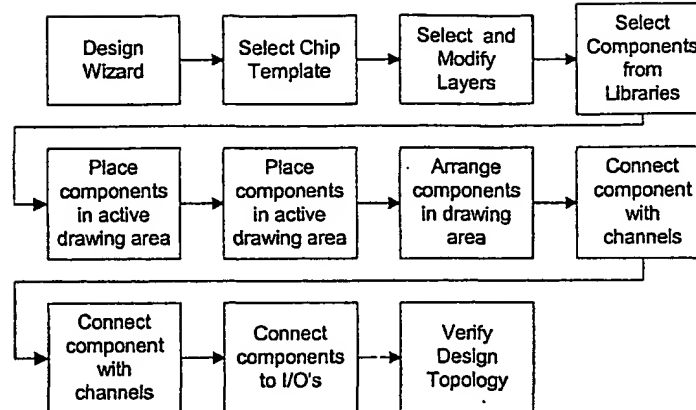 Design
Wizard
Select Chip
Template
Select and
Modify
Layers
Select
Components
from
Libraries
Place
components
in active
drawing area
Place
components
in active
drawing area
Arrange
components
in drawing
area
Connect
component
with
channels
Connect
component
with
channels
Connect
components
to I/O's
Verify
Design
Topology